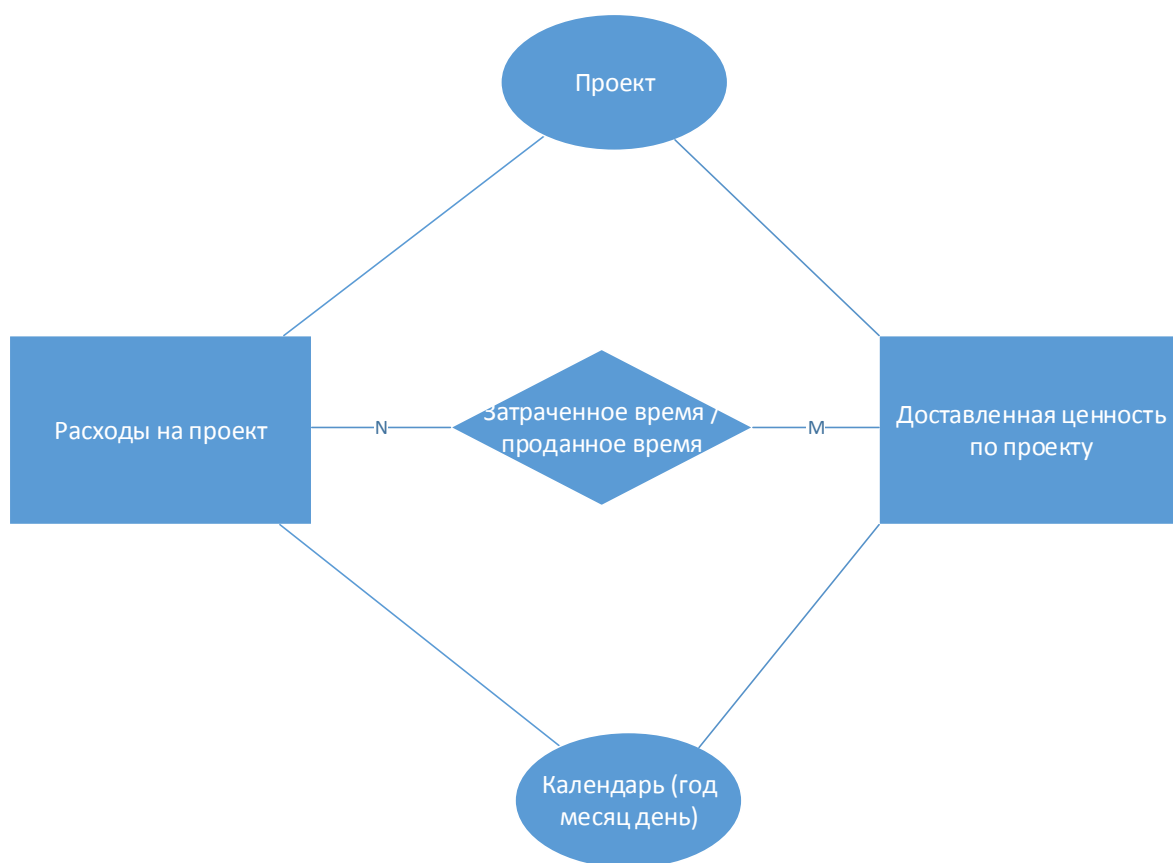 Проект
Расходы на проект
N
Затраченное время /
проданное время
M
Доставленная ценность
по проекту
Календарь (год
месяц день)